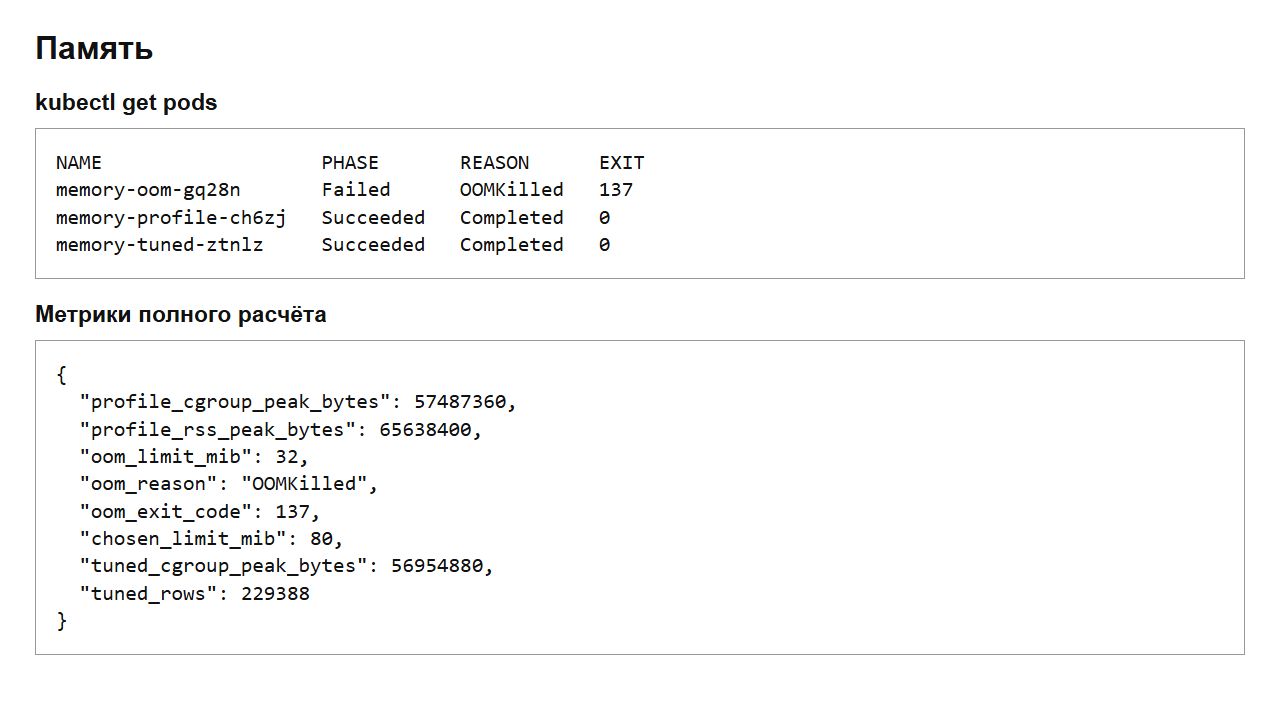 Память
kubectl get pods
NAME                   PHASE       REASON      EXIT
memory-oom-gq28n       Failed      OOMKilled   137
memory-profile-ch6zj   Succeeded   Completed   0
memory-tuned-ztnlz     Succeeded   Completed   0
Метрики полного расчёта
{
  "profile_cgroup_peak_bytes": 57487360,
  "profile_rss_peak_bytes": 65638400,
  "oom_limit_mib": 32,
  "oom_reason": "OOMKilled",
  "oom_exit_code": 137,
  "chosen_limit_mib": 80,
  "tuned_cgroup_peak_bytes": 56954880,
  "tuned_rows": 229388
}